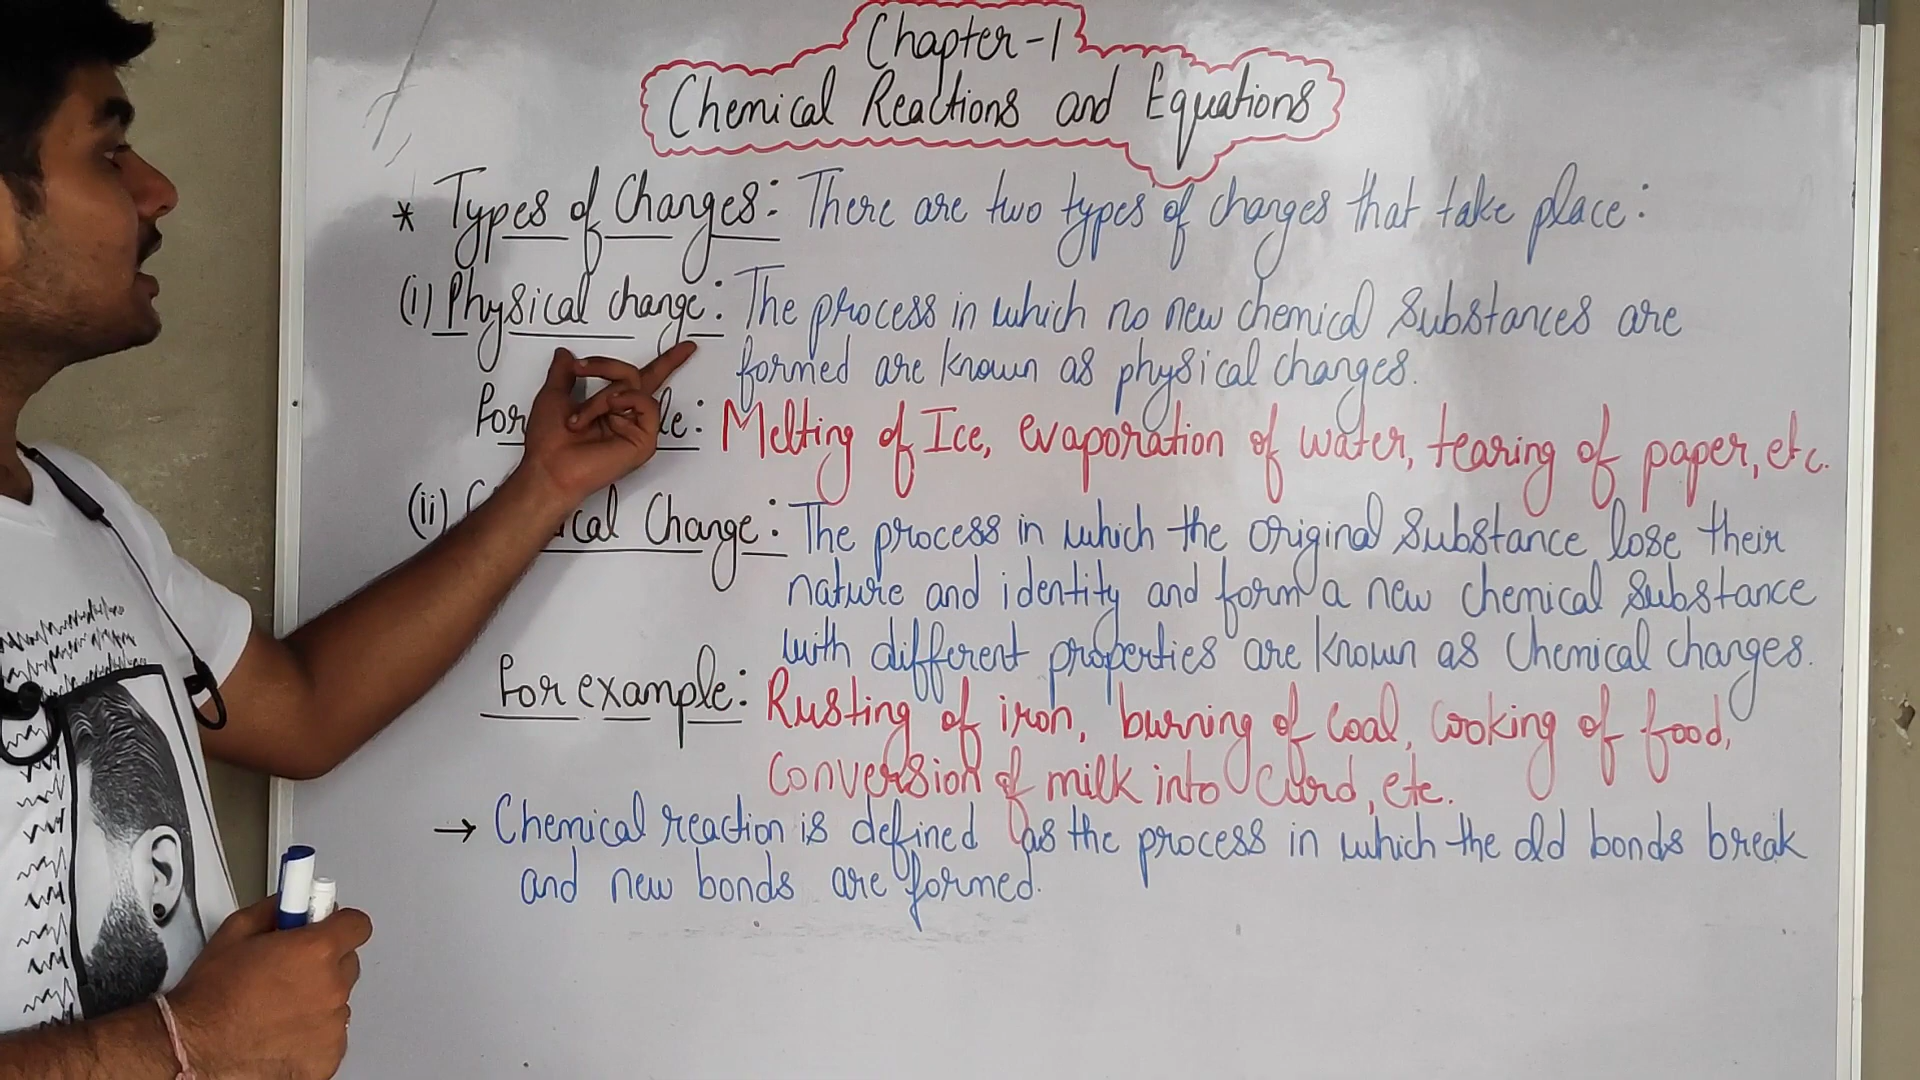 Chapter-1
Chemical Reactions and Equations
* Types of Changes: There are two types of changes that take place:
(i) Physical change: The process in which no new chemical substances are
formed are known as physical changes.
For le: Melting of Ice, evaporation of water, tearing of paper, etc.
(ii) C ical Change: The process in which the original substance lose their
nature and identity and form a new chemical substance
with different properties are known as chemical changes.
For example: Rusting of iron, burning of coal, cooking of food,
conversion of milk into curd, etc.
→ Chemical reaction is defined as the process in which the old bonds break
and new bonds are formed.